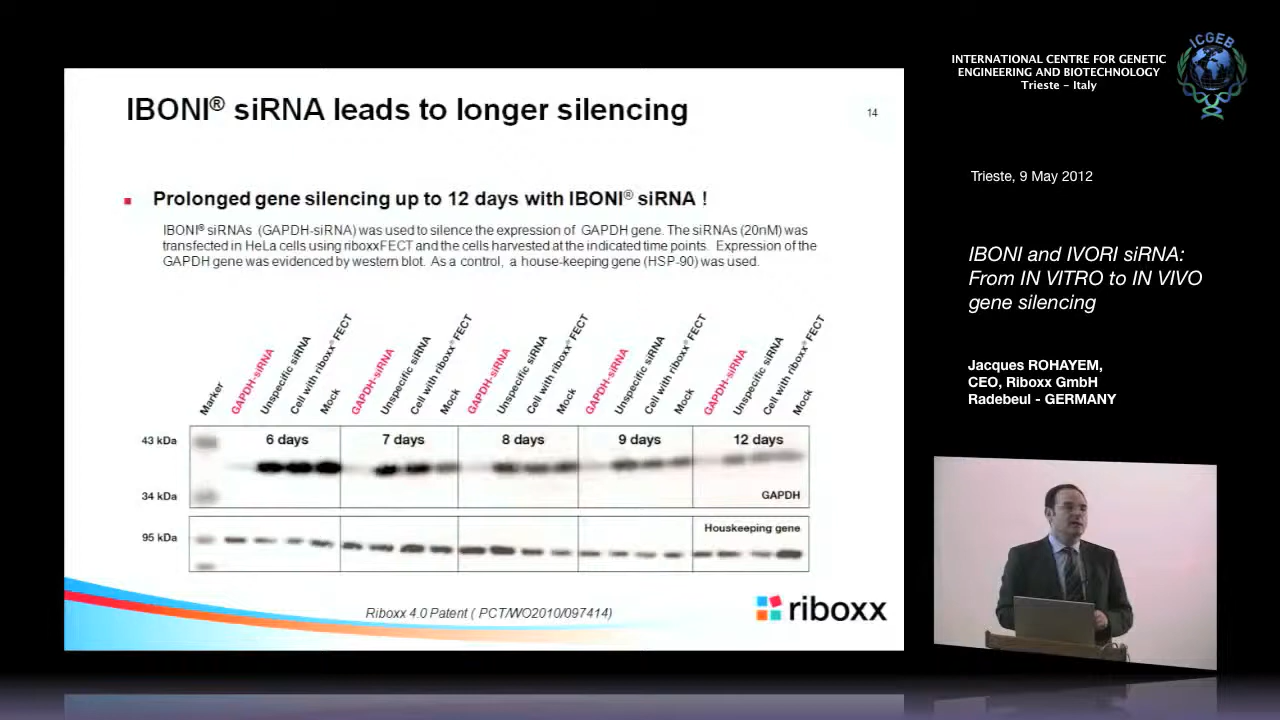 IBONI® siRNA leads to longer silencing
14
Prolonged gene silencing up to 12 days with IBONI® siRNA !
IBONI® siRNAs (GAPDH-siRNA) was used to silence the expression of GAPDH gene. The siRNAs (20nM) was
transfected in HeLa cells using riboxxFECT and the cells harvested at the indicated time points. Expression of the
GAPDH gene was evidenced by western blot. As a control, a house-keeping gene (HSP-90) was used.
Marker
GAPDH-siRNA
Unspecific siRNA
Cell with riboxx® FECT
Mock
GAPDH-siRNA
Unspecific siRNA
Cell with riboxx® FECT
Mock
GAPDH-siRNA
Unspecific siRNA
Cell with riboxx® FECT
Mock
GAPDH-siRNA
Unspecific siRNA
Cell with riboxx® FECT
Mock
GAPDH-siRNA
Unspecific siRNA
Cell with riboxx® FECT
Mock
43 kDa
6 days
7 days
8 days
9 days
12 days
34 kDa
GAPDH
95 kDa
Houskeeping gene
Riboxx 4.0 Patent ( PCT/WO2010/097414)
riboxx
INTERNATIONAL CENTRE FOR GENETIC
ENGINEERING AND BIOTECHNOLOGY
Trieste - Italy
ICGEB
Trieste, 9 May 2012
IBONI and IVORI siRNA:
From IN VITRO to IN VIVO
gene silencing
Jacques ROHAYEM,
CEO, Riboxx GmbH
Radebeul - GERMANY